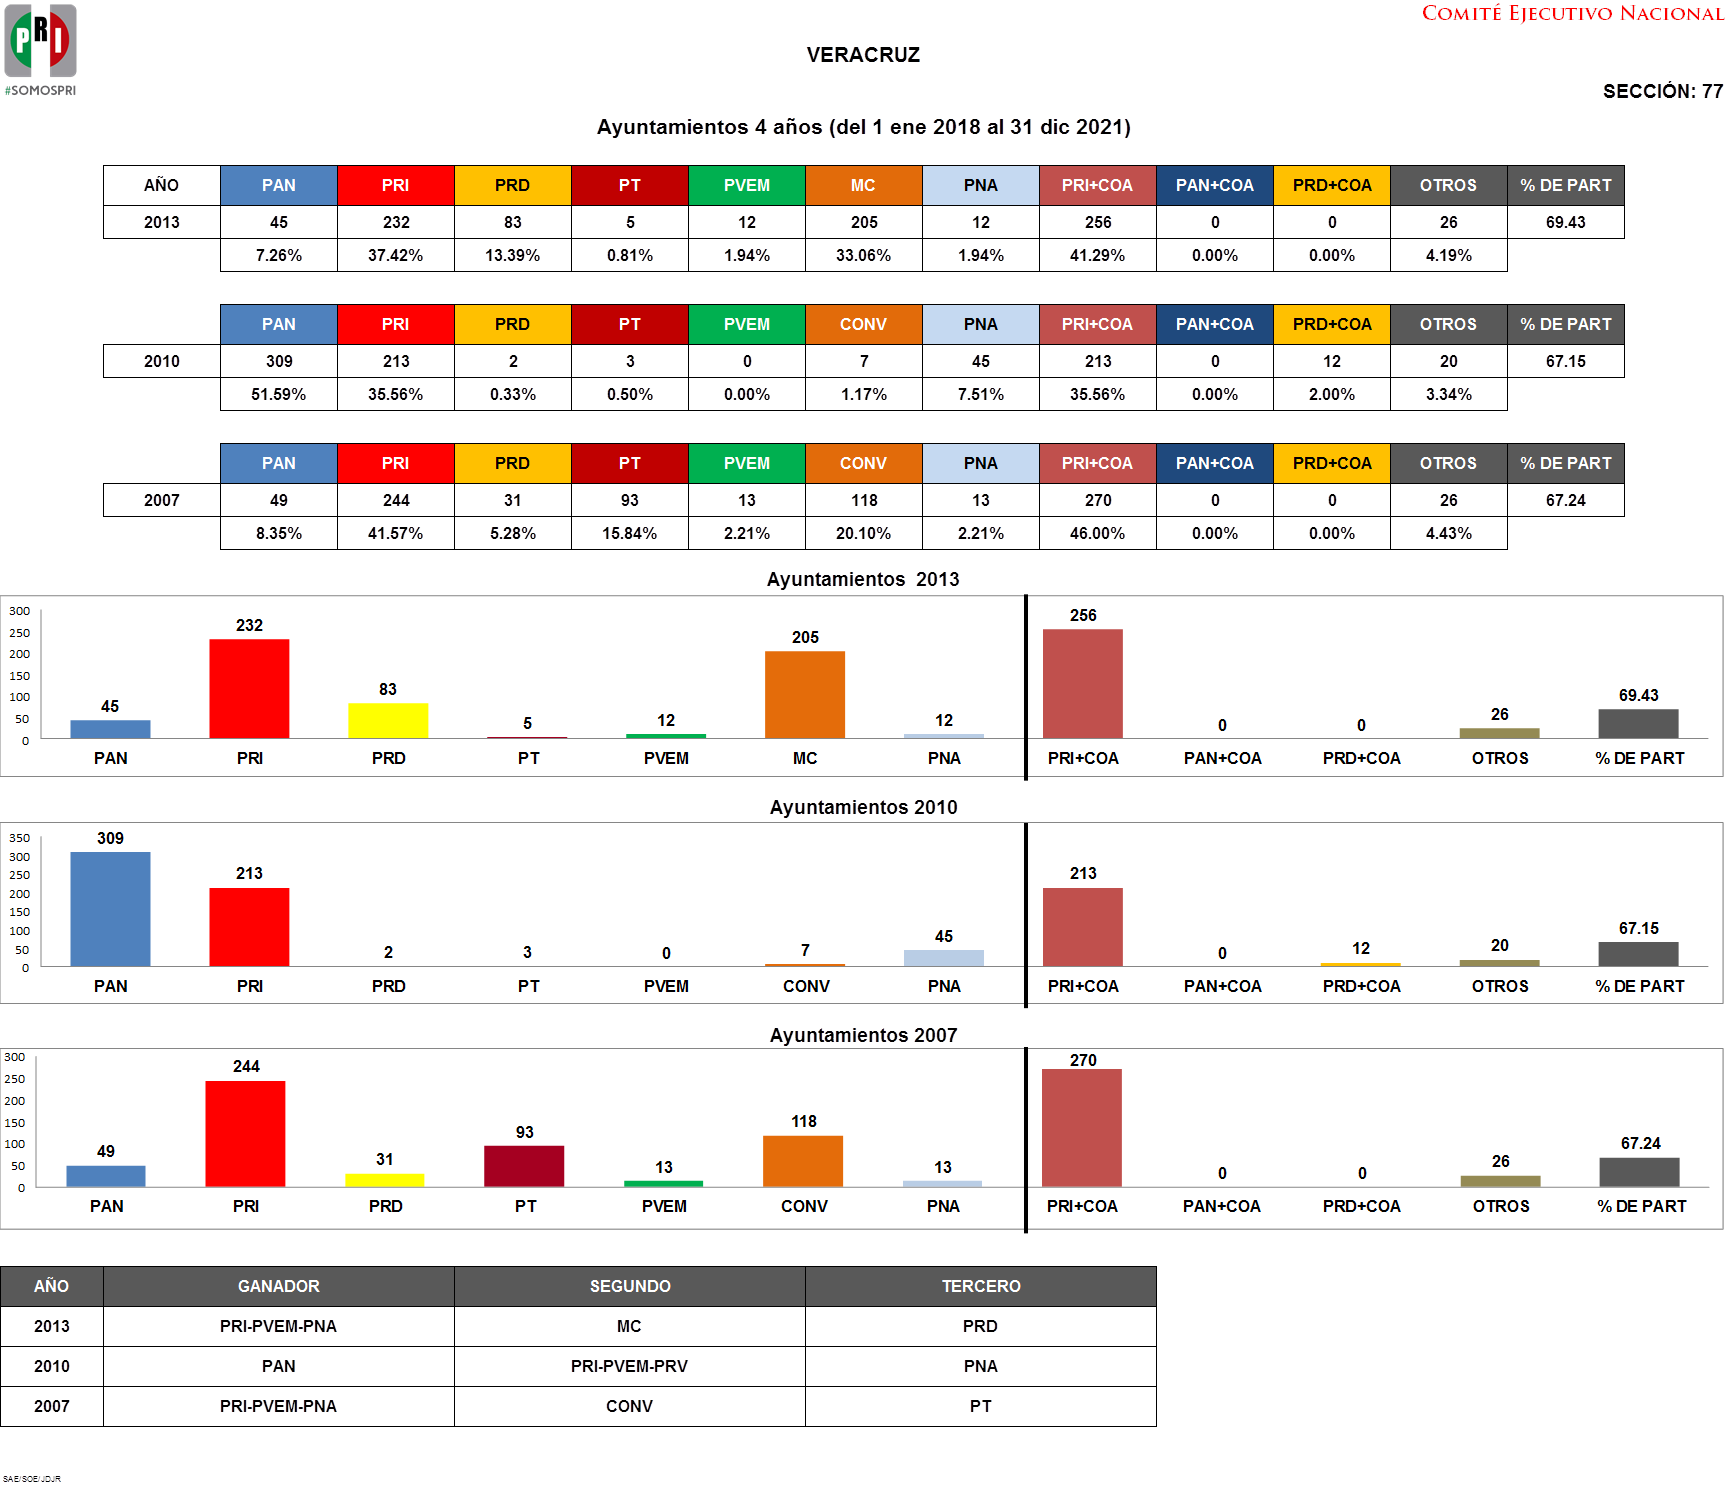 COMITÉ EJECUTIVO NACIONAL
PRI
#SOMOSPRI
VERACRUZ
SECCIÓN: 77
Ayuntamientos 4 años (del 1 ene 2018 al 31 dic 2021)
AÑO PAN PRI PRD PT PVEM MC PNA PRI+COA PAN+COA PRD+COA OTROS % DE PART
2013 45 232 83 5 12 205 12 256 0 0 26 69.43
7.26% 37.42% 13.39% 0.81% 1.94% 33.06% 1.94% 41.29% 0.00% 0.00% 4.19%
PAN PRI PRD PT PVEM CONV PNA PRI+COA PAN+COA PRD+COA OTROS % DE PART
2010 309 213 2 3 0 7 45 213 0 12 20 67.15
51.59% 35.56% 0.33% 0.50% 0.00% 1.17% 7.51% 35.56% 0.00% 2.00% 3.34%
PAN PRI PRD PT PVEM CONV PNA PRI+COA PAN+COA PRD+COA OTROS % DE PART
2007 49 244 31 93 13 118 13 270 0 0 26 67.24
8.35% 41.57% 5.28% 15.84% 2.21% 20.10% 2.21% 46.00% 0.00% 0.00% 4.43%
Ayuntamientos 2013
300
250
200
150
100
50
0
45 232 83 5 12 205 12 256 0 0 26 69.43
PAN PRI PRD PT PVEM MC PNA PRI+COA PAN+COA PRD+COA OTROS % DE PART
Ayuntamientos 2010
350
300
250
200
150
100
50
0
309 213 2 3 0 7 45 213 0 12 20 67.15
PAN PRI PRD PT PVEM CONV PNA PRI+COA PAN+COA PRD+COA OTROS % DE PART
Ayuntamientos 2007
300
250
200
150
100
50
0
49 244 31 93 13 118 13 270 0 0 26 67.24
PAN PRI PRD PT PVEM CONV PNA PRI+COA PAN+COA PRD+COA OTROS % DE PART
AÑO GANADOR SEGUNDO TERCERO
2013 PRI-PVEM-PNA MC PRD
2010 PAN PRI-PVEM-PRV PNA
2007 PRI-PVEM-PNA CONV PT
SAE/SOE/JDJR